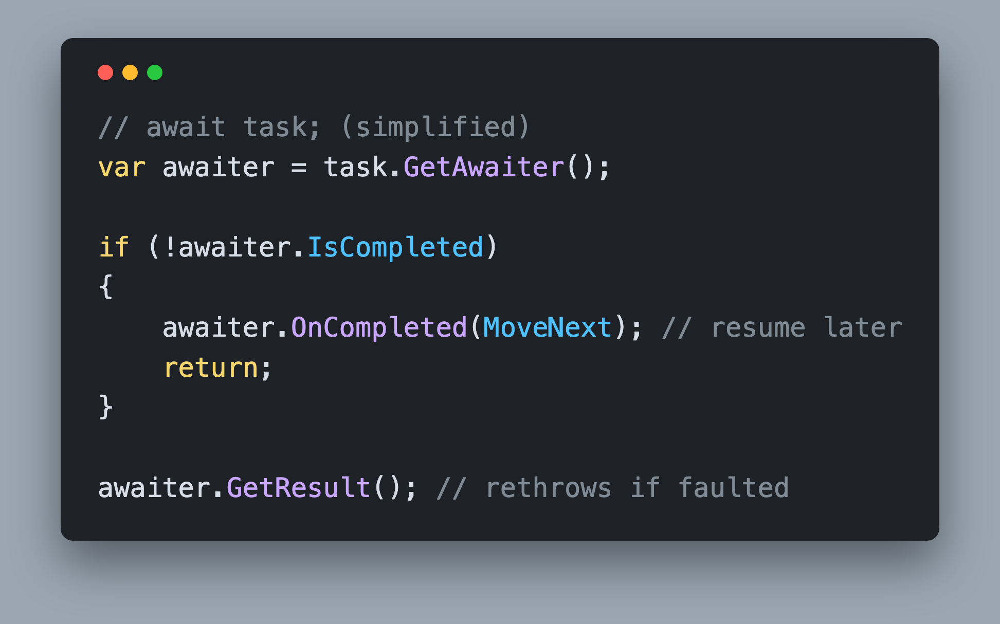 // await task; (simplified)
var awaiter = task.GetAwaiter();
if (!awaiter.IsCompleted)
{
    awaiter.OnCompleted(MoveNext); // resume later
    return;
}
awaiter.GetResult(); // rethrows if faulted